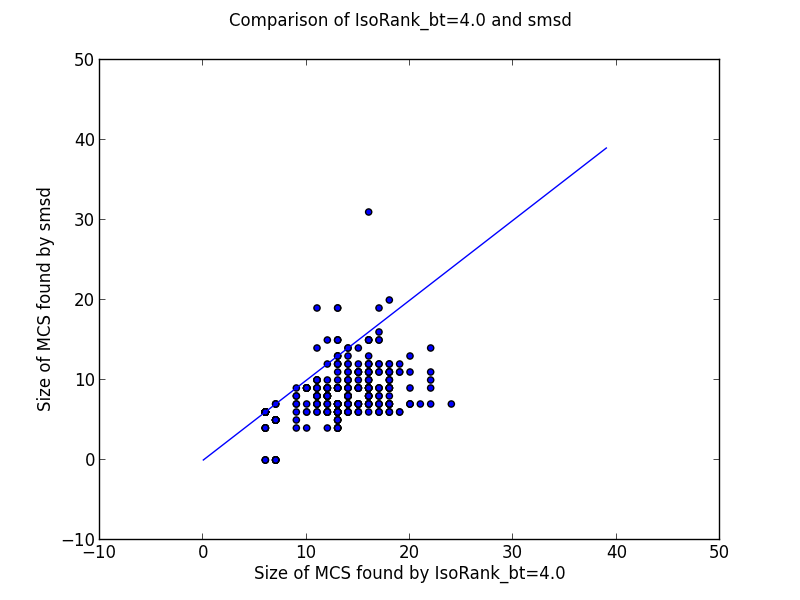 Comparison of IsoRank_bt=4.0 and smsd
50
40
30
20
10
0
−10
−10 0 10 20 30 40 50
Size of MCS found by smsd
Size of MCS found by IsoRank_bt=4.0